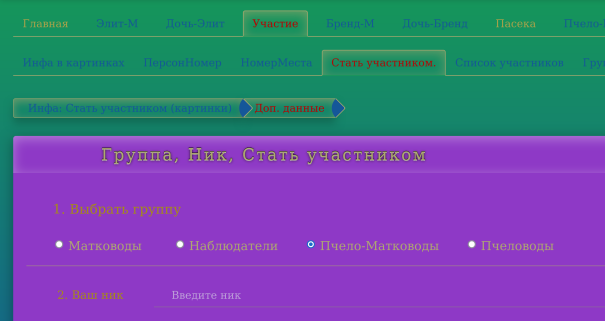 Главная Элит-М Дочь-Элит Участие Бренд-М Дочь-Бренд Пасека Пчело-
Инфа в картинках ПерсонНомер НомерМеста Стать участником. Список участников Гру
Инфа: Стать участником (картинки). Доп. данные
Группа, Ник, Стать участником
1. Выбрать группу
Матководы Наблюдатели Пчело-Матководы Пчеловоды
2. Ваш ник Введите ник